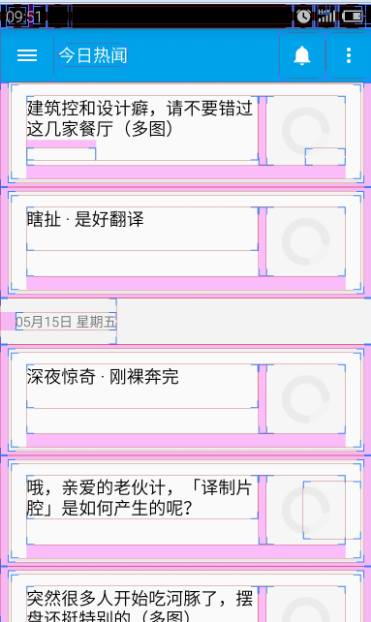 09:51
今日热闻
建筑控和设计癖，请不要错过
这几家餐厅（多图）
瞎扯 · 是好翻译
05月15日 星期五
深夜惊奇 · 刚裸奔完
哦，亲爱的老伙计，「译制片
腔」是如何产生的呢？
突然很多人开始吃河豚了，摆
盘还挺特别的（多图）